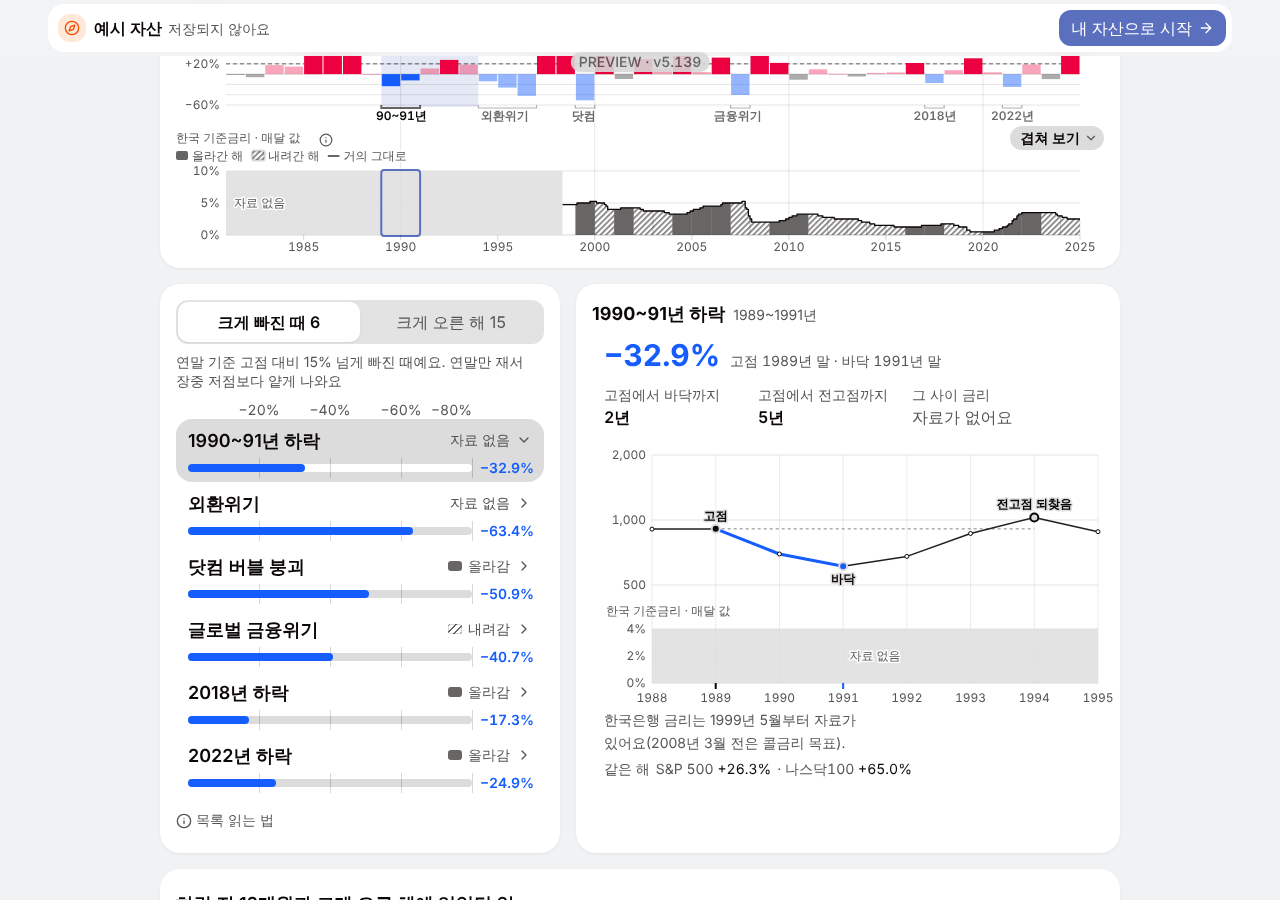 예시 자산 저장되지 않아요
내 자산으로 시작 →
PREVIEW · v5.139
+20%
−60%
90~91년 외환위기 닷컴 금융위기 2018년 2022년
한국 기준금리 · 매달 값
겹쳐 보기
올라간 해 내려간 해 거의 그대로
10%
자료 없음
5%
0%
1985 1990 1995 2000 2005 2010 2015 2020 2025
크게 빠진 때 6 크게 오른 해 15
연말 기준 고점 대비 15% 넘게 빠진 때예요. 연말만 재서
장중 저점보다 얕게 나와요
−20% −40% −60% −80%
1990~91년 하락 자료 없음
−32.9%
외환위기 자료 없음
−63.4%
닷컴 버블 붕괴 올라감
−50.9%
글로벌 금융위기 내려감
−40.7%
2018년 하락 올라감
−17.3%
2022년 하락 올라감
−24.9%
목록 읽는 법
1990~91년 하락 1989~1991년
−32.9% 고점 1989년 말 · 바닥 1991년 말
고점에서 바닥까지 고점에서 전고점까지 그 사이 금리
2년 5년 자료가 없어요
2,000
전고점 되찾음
고점
1,000
바닥
500
한국 기준금리 · 매달 값
4%
2%
자료 없음
0%
1988 1989 1990 1991 1992 1993 1994 1995
한국은행 금리는 1999년 5월부터 자료가
있어요(2008년 3월 전은 콜금리 목표).
같은 해 S&P 500 +26.3% · 나스닥100 +65.0%